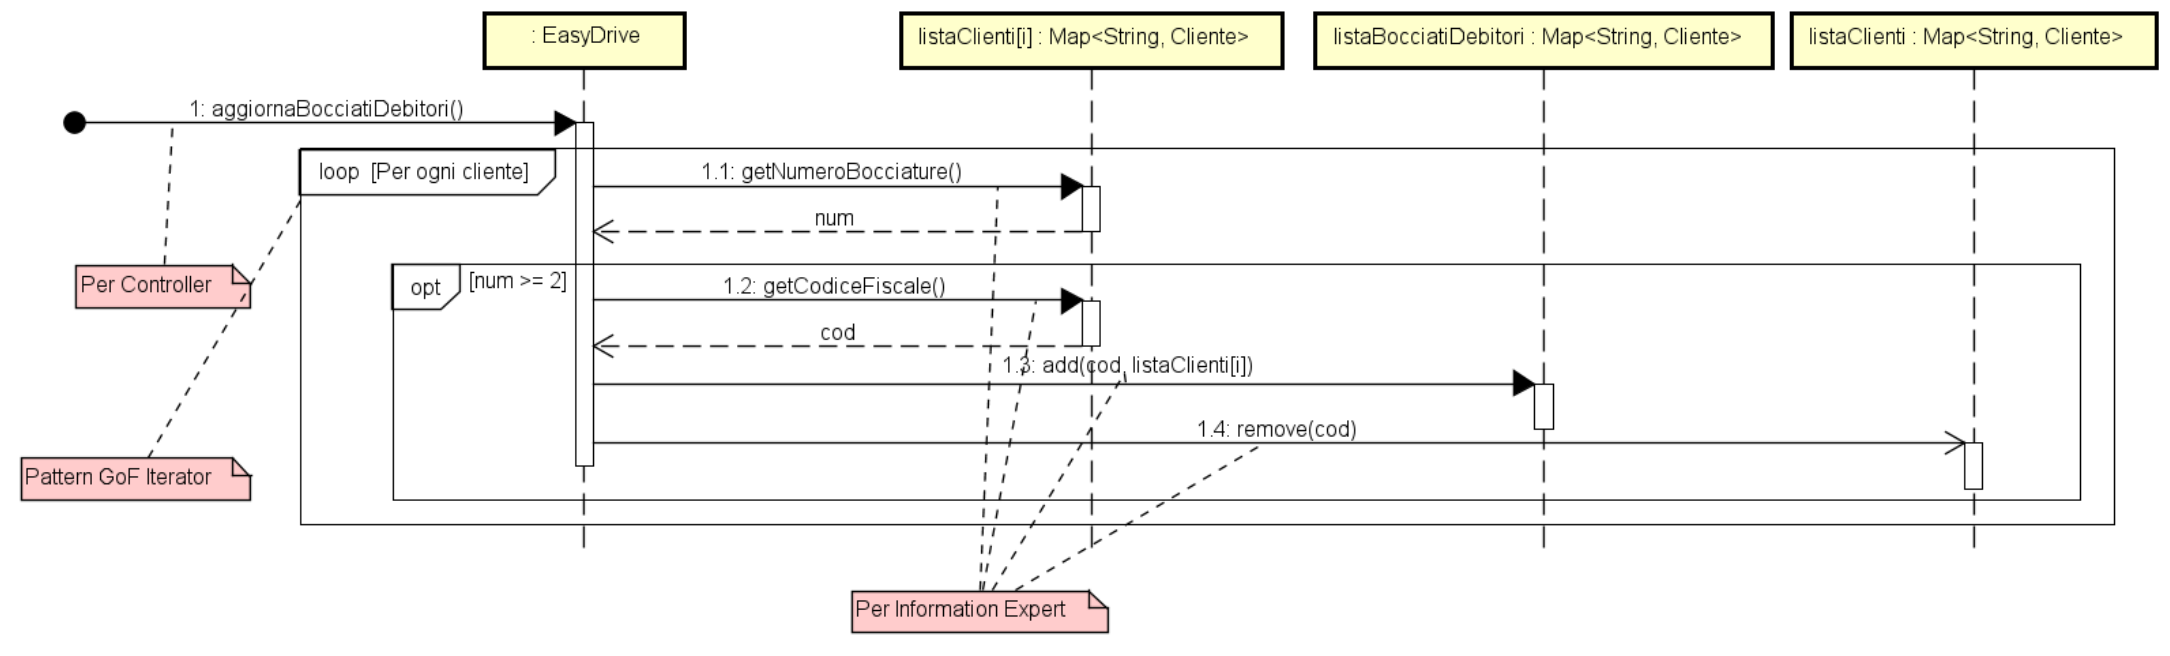 : EasyDrive
listaClienti[i] : Map<String, Cliente>
listaBocciatiDebitori : Map<String, Cliente>
listaClienti : Map<String, Cliente>
1: aggiornaBocciatiDebitori()
loop [Per ogni cliente]
1.1: getNumeroBocciature()
num
Per Controller
opt [num >= 2]
1.2: getCodiceFiscale()
cod
1.3: add(cod, listaClienti[i])
1.4: remove(cod)
Pattern GoF Iterator
Per Information Expert